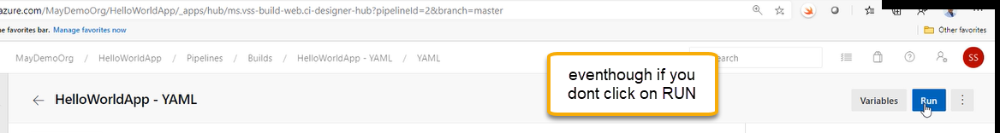 azure.com/MayDemoOrg/HelloWorldApp/_apps/hub/ms.vss-build-web.ci-designer-hub?pipelineId=2&branch=master
he favorites bar. Manage favorites now
Other favorites
MayDemoOrg / HelloWorldApp / Pipelines / Builds / HelloWorldApp - YAML / YAML
earch
SS
eventhough if you
dont click on RUN
HelloWorldApp - YAML
Variables
Run